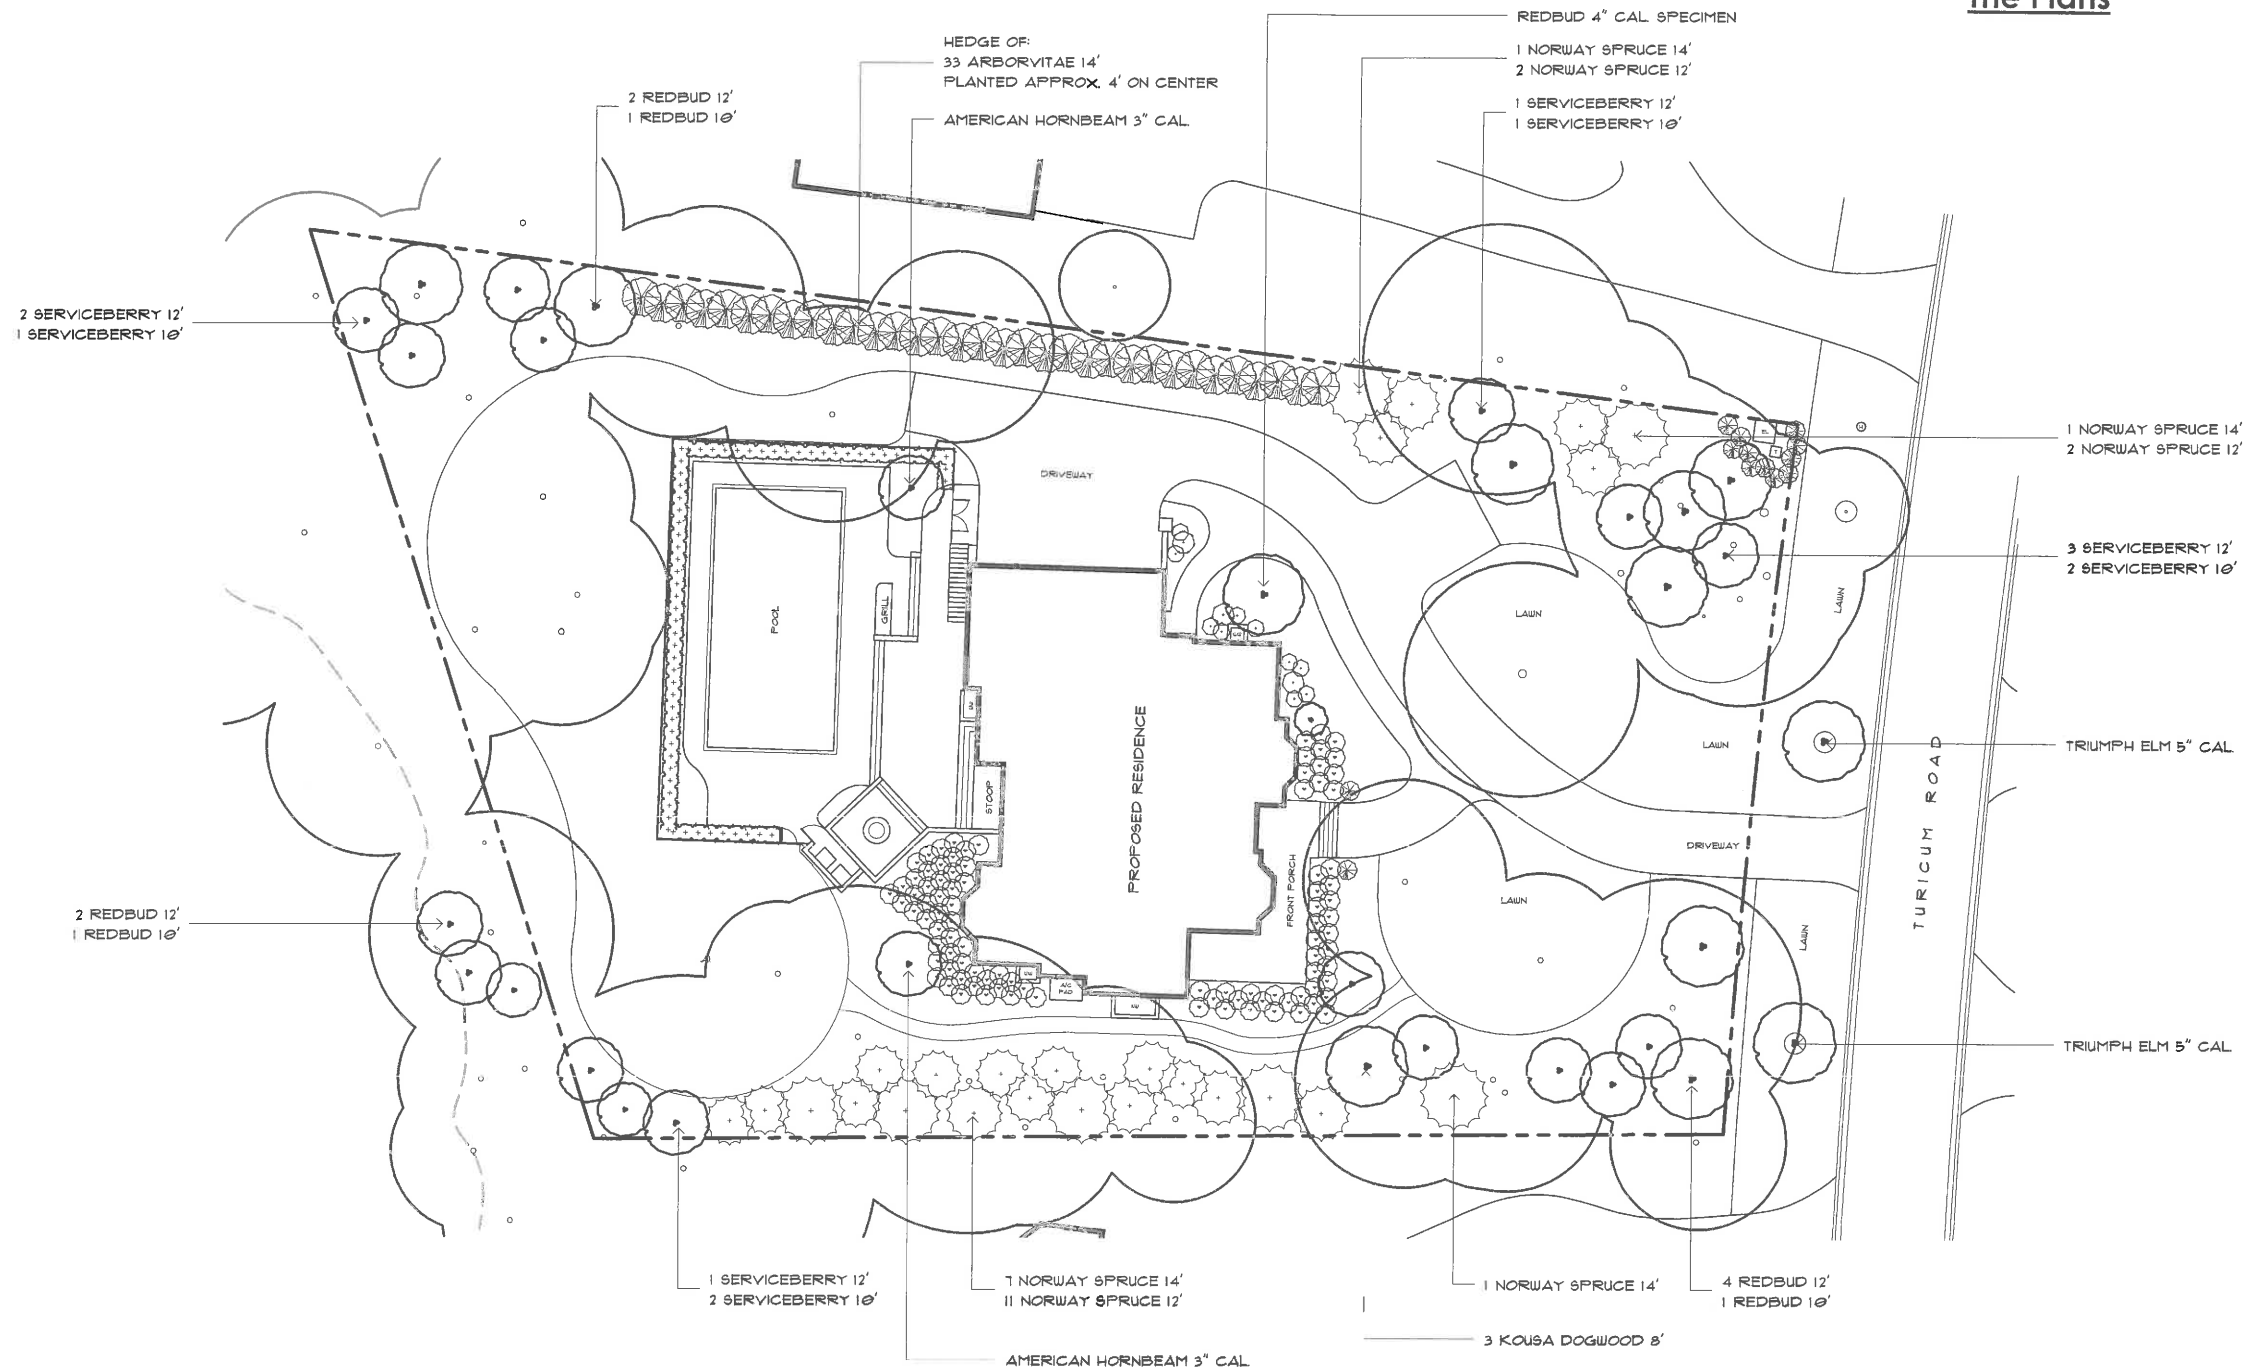 The Plans
REDBUD 4" CAL. SPECIMEN
HEDGE OF:
33 ARBORVITAE 14'
PLANTED APPROX. 4' ON CENTER
1 NORWAY SPRUCE 14'
2 NORWAY SPRUCE 12'
2 REDBUD 12'
1 REDBUD 10'
AMERICAN HORNBEAM 3" CAL.
1 SERVICEBERRY 12'
1 SERVICEBERRY 10'
2 SERVICEBERRY 12'
1 SERVICEBERRY 10'
1 NORWAY SPRUCE 14'
2 NORWAY SPRUCE 12'
DRIVEWAY
3 SERVICEBERRY 12'
2 SERVICEBERRY 10'
POOL
GRILL
LAWN
LAWN
LAWN
TRIUMPH ELM 5" CAL.
PROPOSED RESIDENCE
STOOP
TURICUM ROAD
DRIVEWAY
FRONT PORCH
LAWN
LAWN
2 REDBUD 12'
1 REDBUD 10'
A/C
PAD
TRIUMPH ELM 5" CAL.
1 SERVICEBERRY 12'
2 SERVICEBERRY 10'
7 NORWAY SPRUCE 14'
11 NORWAY SPRUCE 12'
1 NORWAY SPRUCE 14'
4 REDBUD 12'
1 REDBUD 10'
3 KOUSA DOGWOOD 8'
AMERICAN HORNBEAM 3" CAL.